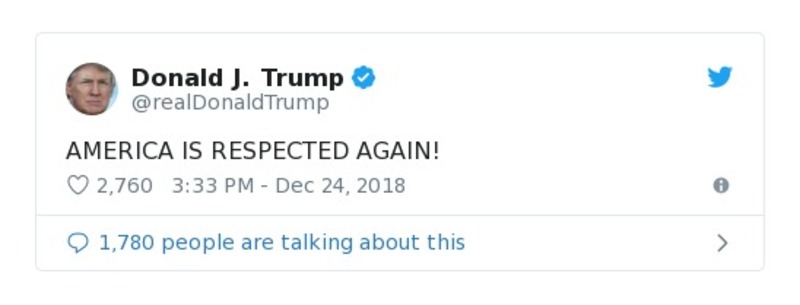 Donald J. Trump
@realDonaldTrump
AMERICA IS RESPECTED AGAIN!
2,760 3:33 PM - Dec 24, 2018
1,780 people are talking about this